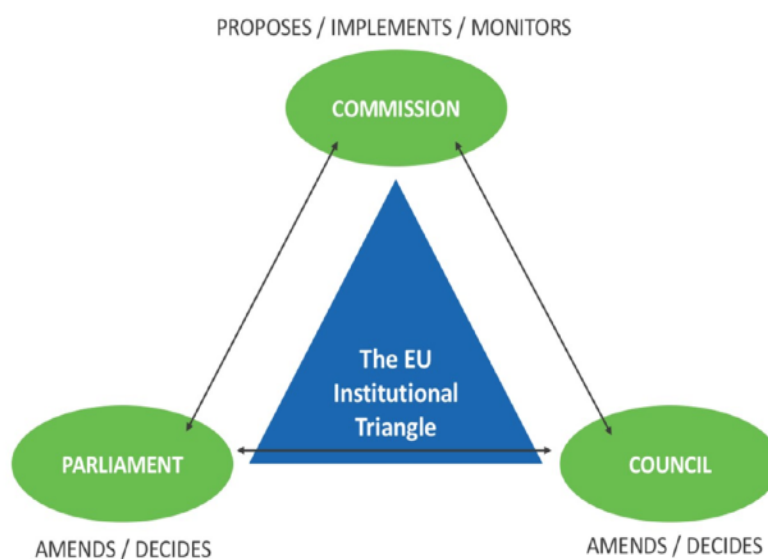 PROPOSES / IMPLEMENTS / MONITORS
COMMISSION
The EU
Institutional
Triangle
PARLIAMENT
COUNCIL
AMENDS / DECIDES
AMENDS / DECIDES